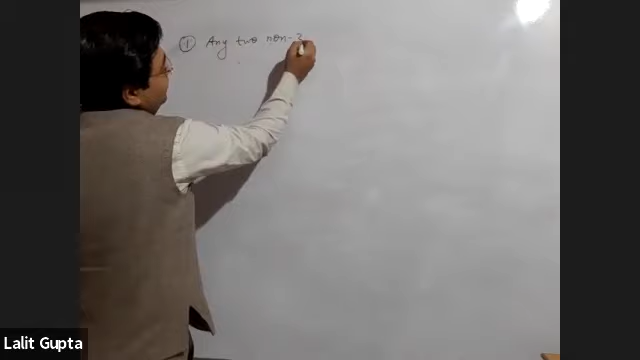 ① Any two non-
Lalit Gupta